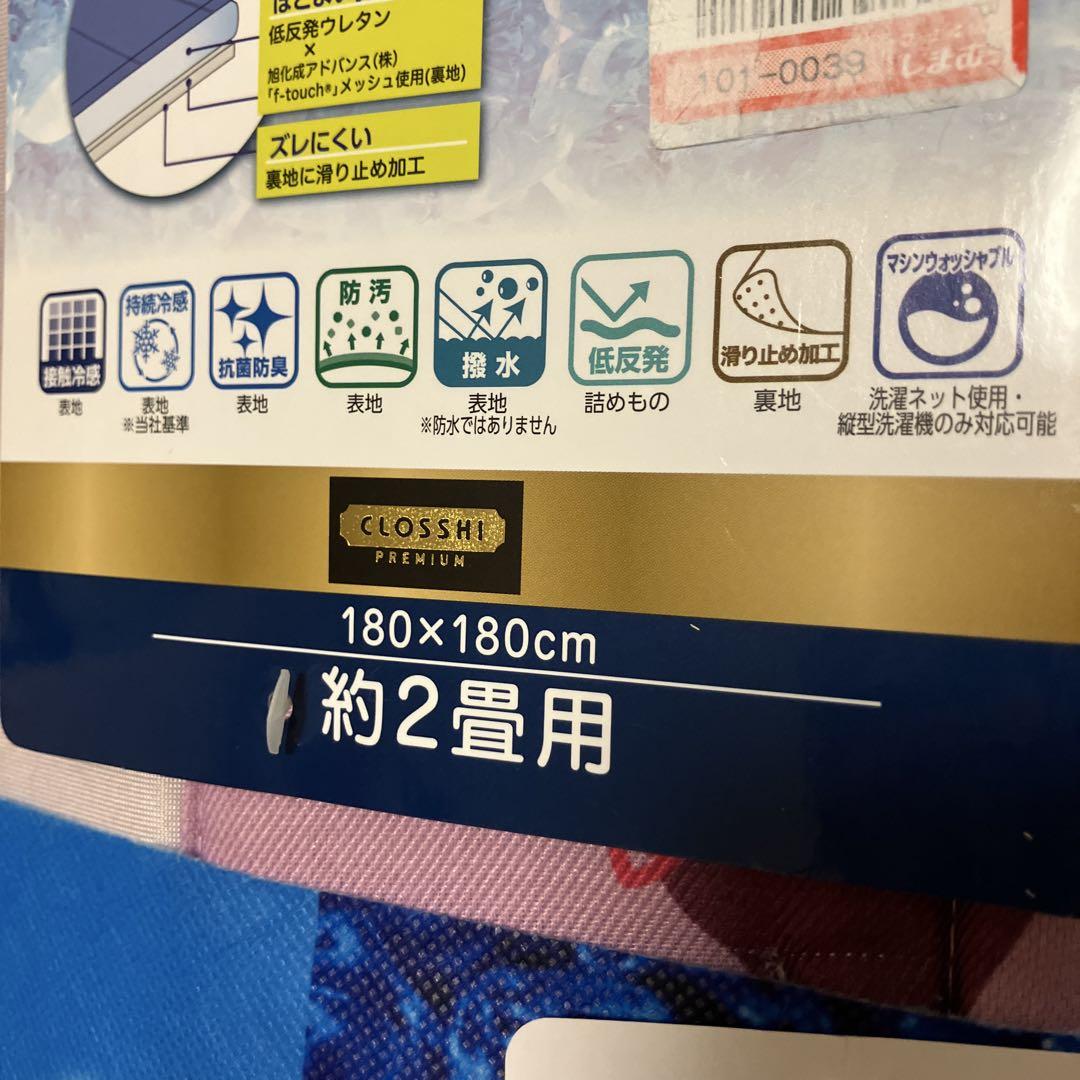 低反発ウレタン
×
旭化成アドバンス(株)
「f-touch®」メッシュ使用(裏地)
ズレにくい
裏地に滑り止め加工
101-0039
しまむ
接触冷感
表地
持続冷感
表地
※当社基準
抗菌防臭
表地
防汚
表地
撥水
表地
※防水ではありません
低反発
詰めもの
滑り止め加工
裏地
マシンウォッシャブル
洗濯ネット使用・
縦型洗濯機のみ対応可能
CLOSSHI
PREMIUM
180×180cm
約2畳用